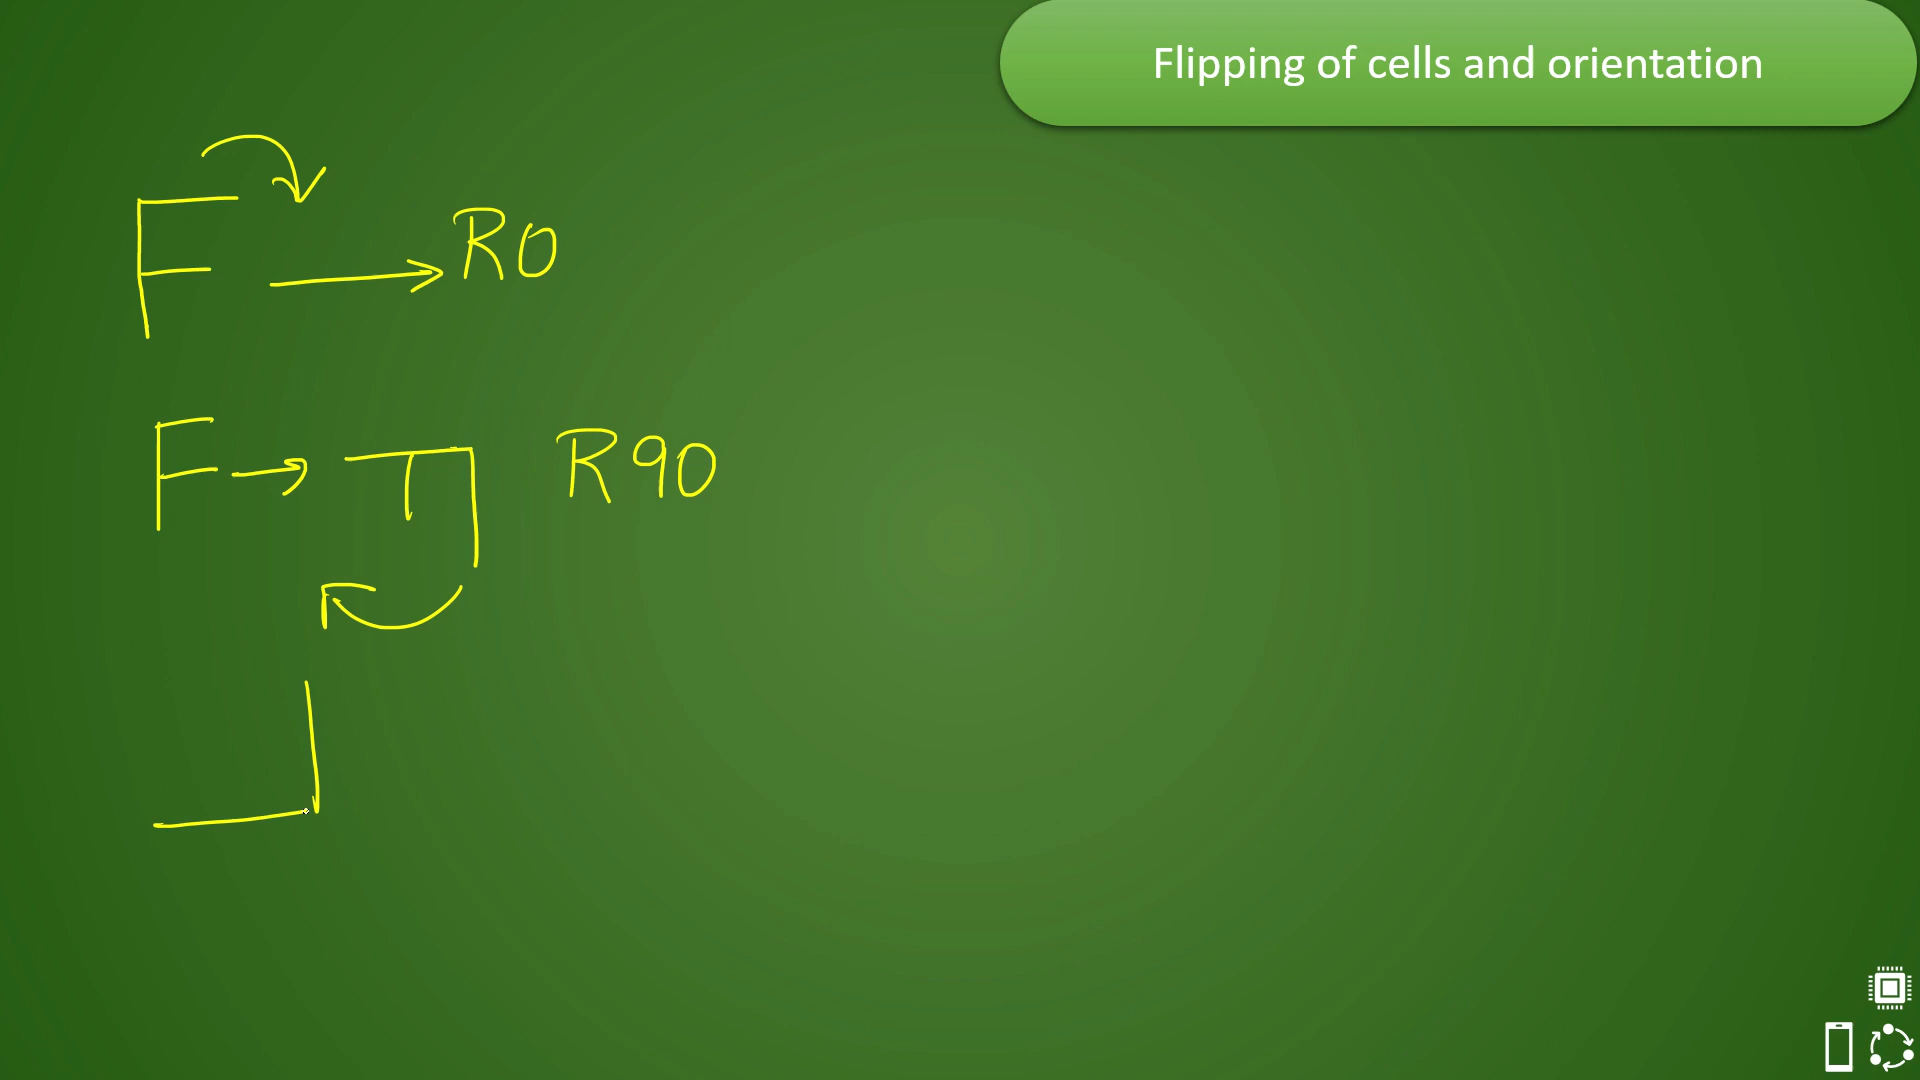 Flipping of cells and orientation
F → R0
F → R90